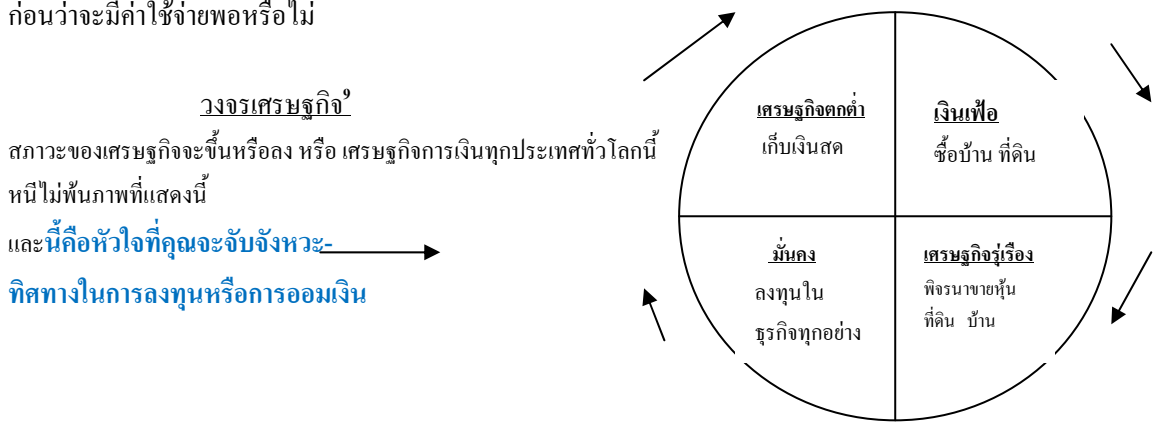 ก่อนว่าจะมีค่าใช้จ่ายพอหรือไม่
วงจรเศรษฐกิจ⁹
สภาวะของเศรษฐกิจจะขึ้นหรือลง หรือ เศรษฐกิจการเงินทุกประเทศทั่วโลกนี้
หนีไม่พ้นภาพที่แสดงนี้
และนี้คือหัวใจที่คุณจะจับจังหวะ-
ทิศทางในการลงทุนหรือการออมเงิน
เศรษฐกิจตกต่ำ
เก็บเงินสด
เงินเฟ้อ
ซื้อบ้าน ที่ดิน
มั่นคง
ลงทุนใน
ธุรกิจทุกอย่าง
เศรษฐกิจรุ่เรือง
พิจรนาขายหุ้น
ที่ดิน บ้าน